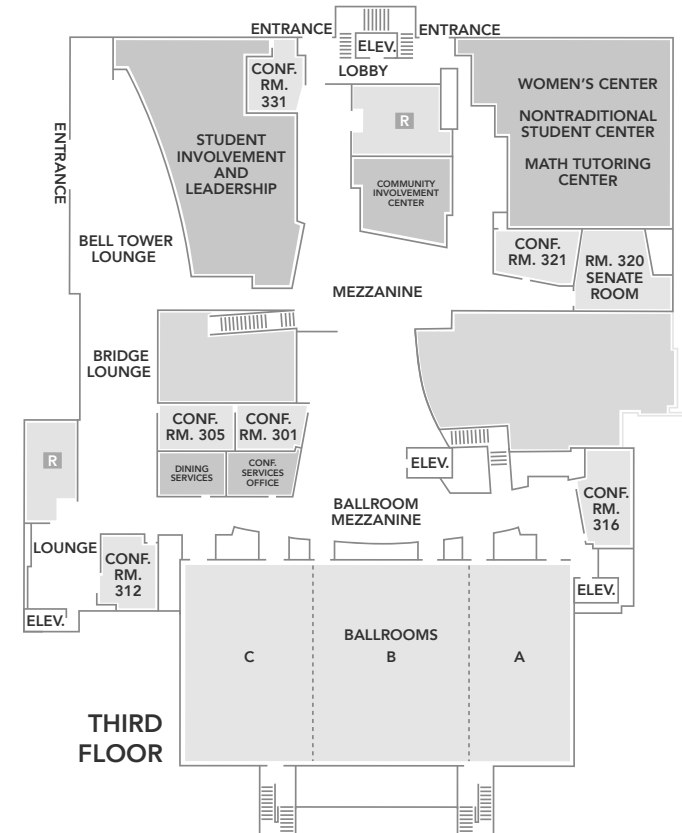 ENTRANCE
ENTRANCE
ELEV.
LOBBY
CONF.
RM.
331
R
WOMEN'S CENTER
NONTRADITIONAL
STUDENT CENTER
MATH TUTORING
CENTER
ENTRANCE
STUDENT
INVOLVEMENT
AND
LEADERSHIP
COMMUNITY
INVOLVEMENT
CENTER
BELL TOWER
LOUNGE
CONF.
RM. 321
RM. 320
SENATE
ROOM
MEZZANINE
BRIDGE
LOUNGE
CONF.
RM. 305
CONF.
RM. 301
R
DINING
SERVICES
CONF.
SERVICES
OFFICE
ELEV.
CONF.
RM.
316
BALLROOM
MEZZANINE
LOUNGE
CONF.
RM.
312
ELEV.
ELEV.
BALLROOMS
C
B
A
THIRD
FLOOR